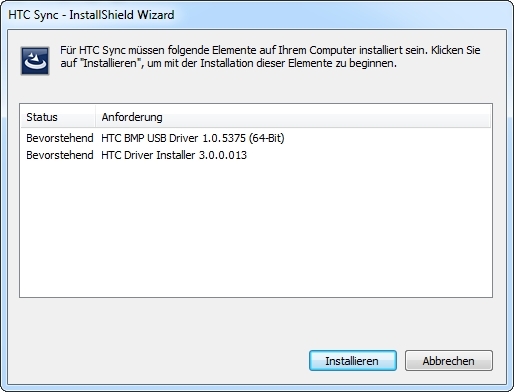 HTC Sync - InstallShield Wizard
Für HTC Sync müssen folgende Elemente auf Ihrem Computer installiert sein. Klicken Sie
auf "Installieren", um mit der Installation dieser Elemente zu beginnen.
Status Anforderung
Bevorstehend HTC BMP USB Driver 1.0.5375 (64-Bit)
Bevorstehend HTC Driver Installer 3.0.0.013
Installieren Abbrechen